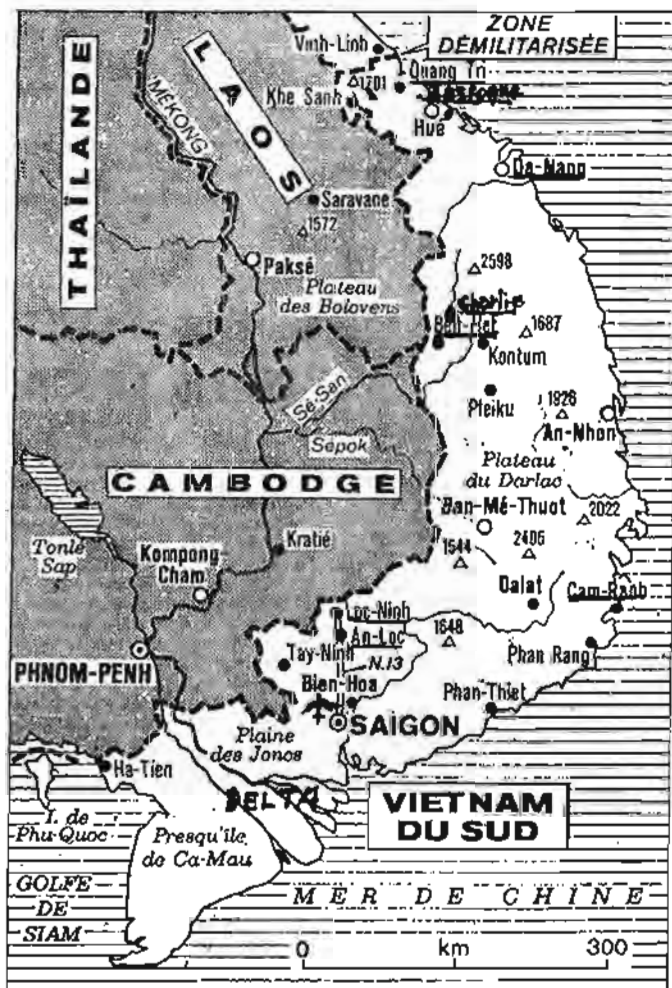 ZONE
DÉMILITARISÉE
Vinh-Linh
THAÏLANDE
LAOS
MÉKONG
1701
Quang Tri
Khe Sanh
Hué
Da-Nang
Saravane
1572
Paksé
Plateau
des Bolovens
2598
Charlie
Ben-Het
1687
Kontum
Pleiku
1926
An-Nhon
Sé-San
Sépok
Plateau
du Darlac
CAMBODGE
Ban-Mé-Thuot
2022
Tonlé
Sap
Kompong-
Cham
Kratié
1544
2406
Dalat
Cam-Ranh
Loc-Ninh
An-Loc
1648
Phan Rang
PHNOM-PENH
Tay-Ninh
N.13
Bien-Hoa
Phan-Thiet
SAÏGON
Plaine
des Joncs
Ha-Tien
DELTA
VIETNAM
DU SUD
I. de
Phu-Quoc
Presqu'île
de Ca-Mau
GOLFE
DE
SIAM
MER DE CHINE
0 km 300